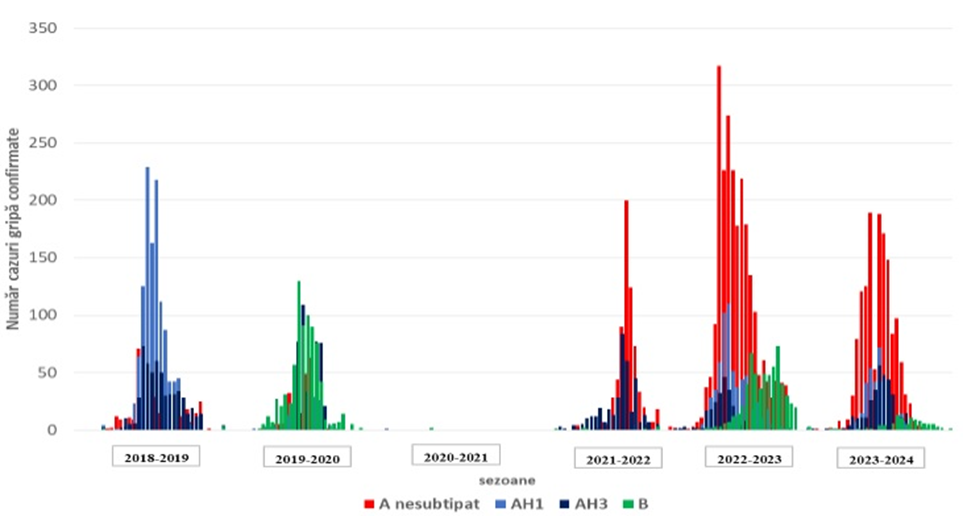 350
300
250
200
150
100
50
0
Număr cazuri gripă confirmate
2018-2019
2019-2020
2020-2021
2021-2022
2022-2023
2023-2024
sezoane
A nesubtipat
AH1
AH3
B